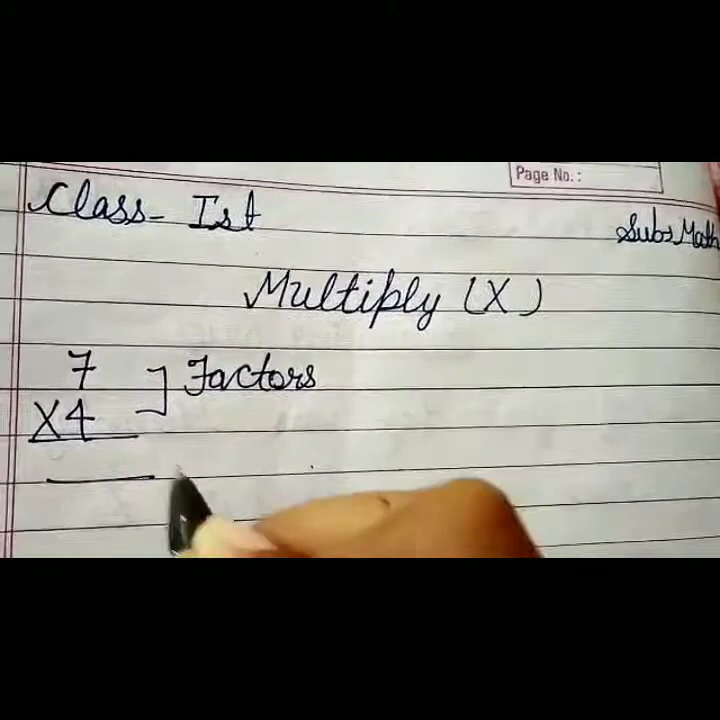 Page No. :
Class- Ist
Sub:Math
Multiply (X)
7
X4
Factors